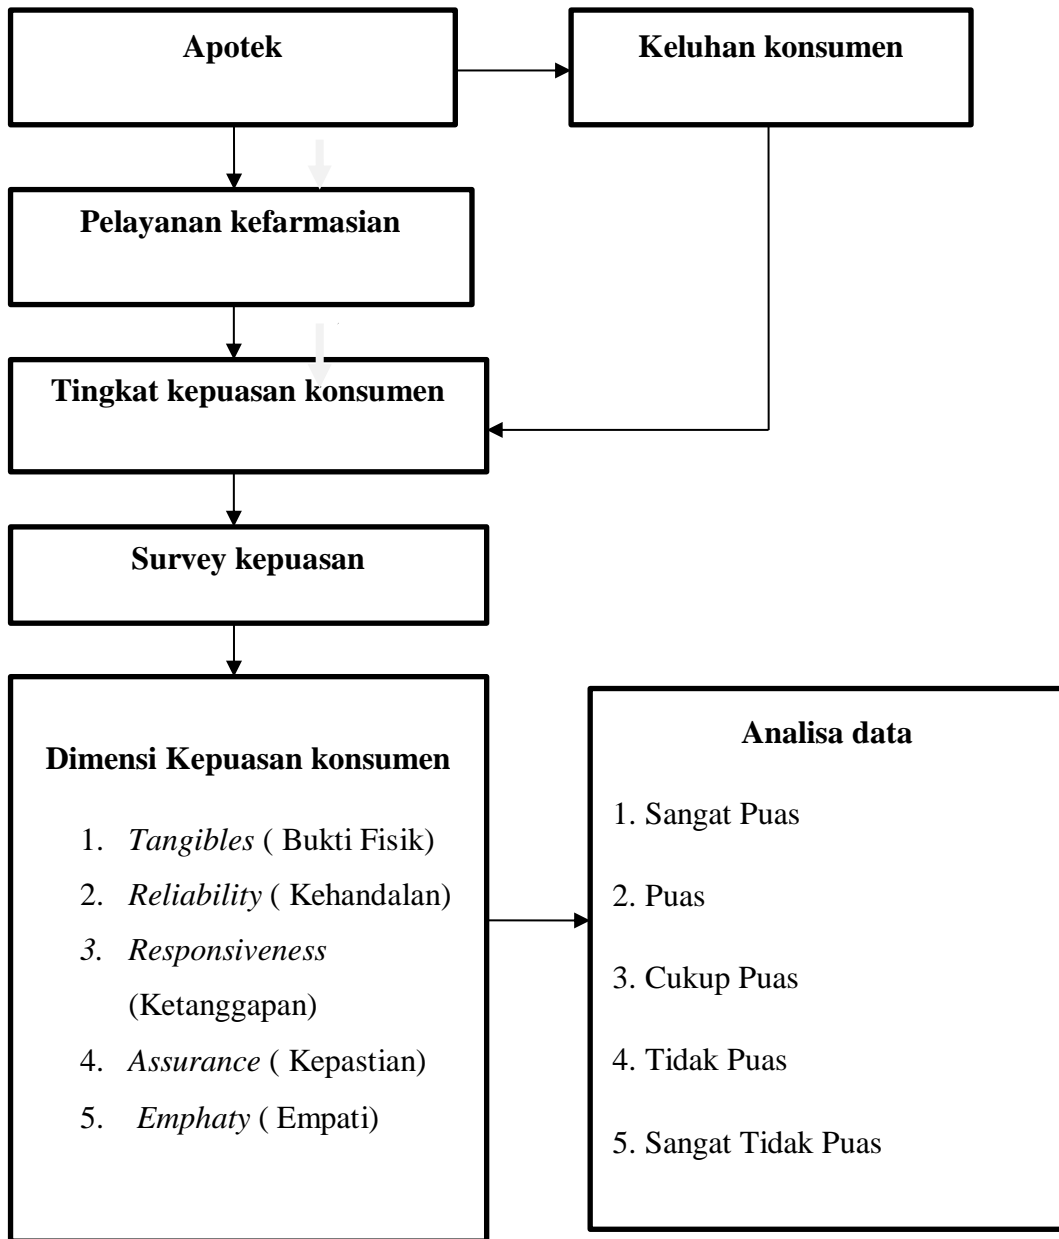 Apotek
Keluhan konsumen
Pelayanan kefarmasian
Tingkat kepuasan konsumen
Survey kepuasan
Dimensi Kepuasan konsumen
1. Tangibles ( Bukti Fisik)
2. Reliability ( Kehandalan)
3. Responsiveness
(Ketanggapan)
4. Assurance ( Kepastian)
5. Emphaty ( Empati)
Analisa data
1. Sangat Puas
2. Puas
3. Cukup Puas
4. Tidak Puas
5. Sangat Tidak Puas